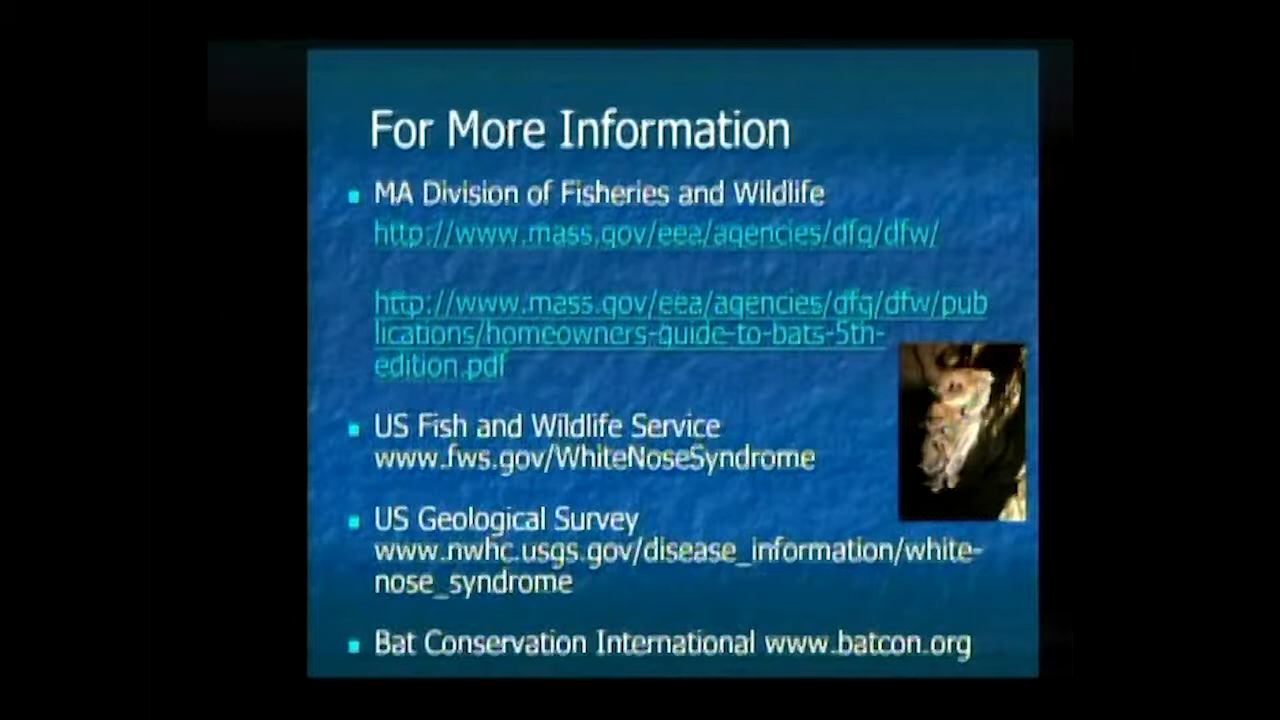 For More Information
MA Division of Fisheries and Wildlife
http://www.mass.gov/eea/agencies/dfg/dfw/
http://www.mass.gov/eea/agencies/dfg/dfw/pub
lications/homeowners-guide-to-bats-5th-
edition.pdf
US Fish and Wildlife Service
www.fws.gov/WhiteNoseSyndrome
US Geological Survey
www.nwhc.usgs.gov/disease_information/white-
nose_syndrome
Bat Conservation International www.batcon.org